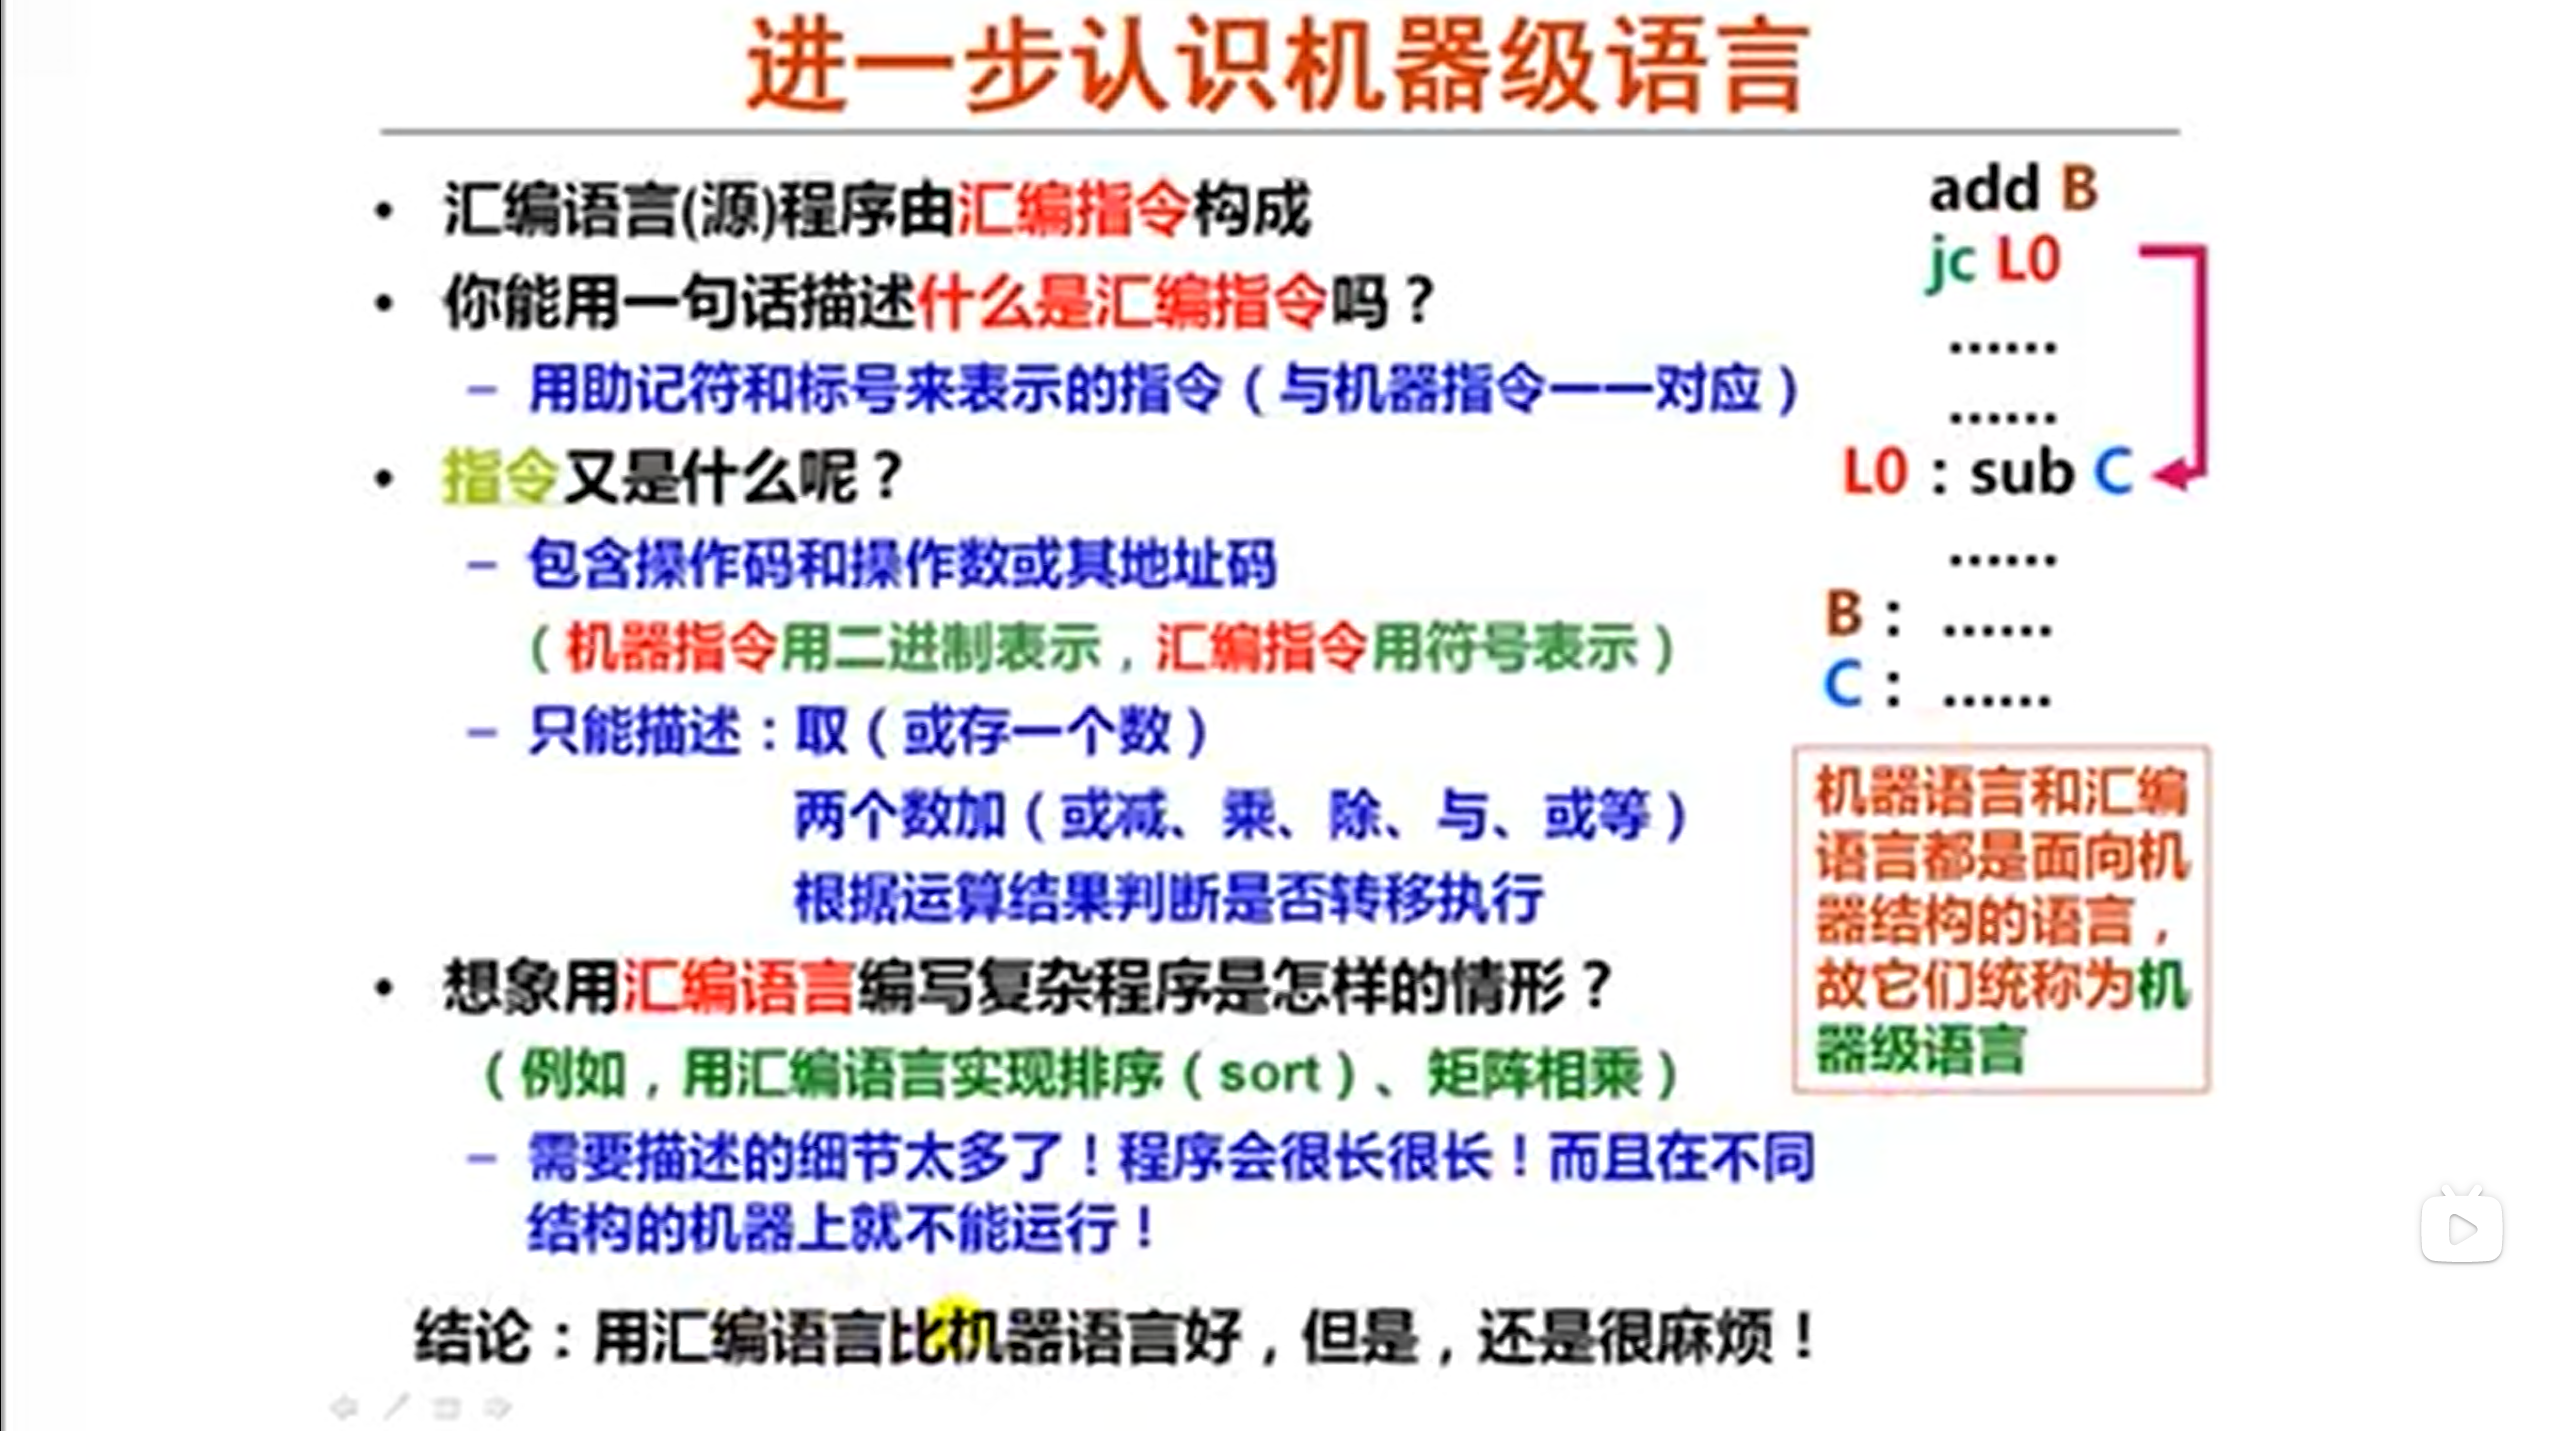 进一步认识机器级语言
• 汇编语言(源)程序由汇编指令构成
• 你能用一句话描述什么是汇编指令吗？
– 用助记符和标号来表示的指令（与机器指令一一对应）
• 指令又是什么呢？
– 包含操作码和操作数或其地址码
（机器指令用二进制表示，汇编指令用符号表示）
– 只能描述：取（或存一个数）
两个数加（或减、乘、除、与、或等）
根据运算结果判断是否转移执行
• 想象用汇编语言编写复杂程序是怎样的情形？
（例如，用汇编语言实现排序（sort）、矩阵相乘）
– 需要描述的细节太多了！程序会很长很长！而且在不同
结构的机器上就不能运行！
结论：用汇编语言比机器语言好，但是，还是很麻烦！
add B
jc L0
……
……
L0：sub C
……
B：……
C：……
机器语言和汇编
语言都是面向机
器结构的语言，
故它们统称为机
器级语言